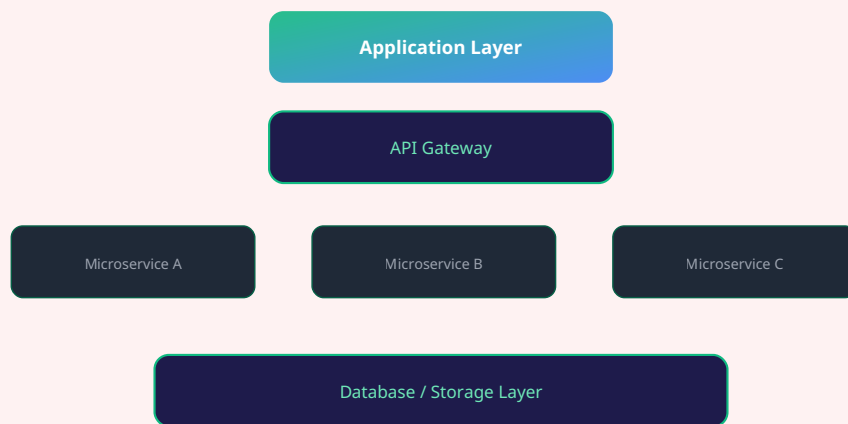 Application Layer
API Gateway
Microservice A
Microservice B
Microservice C
Database / Storage Layer